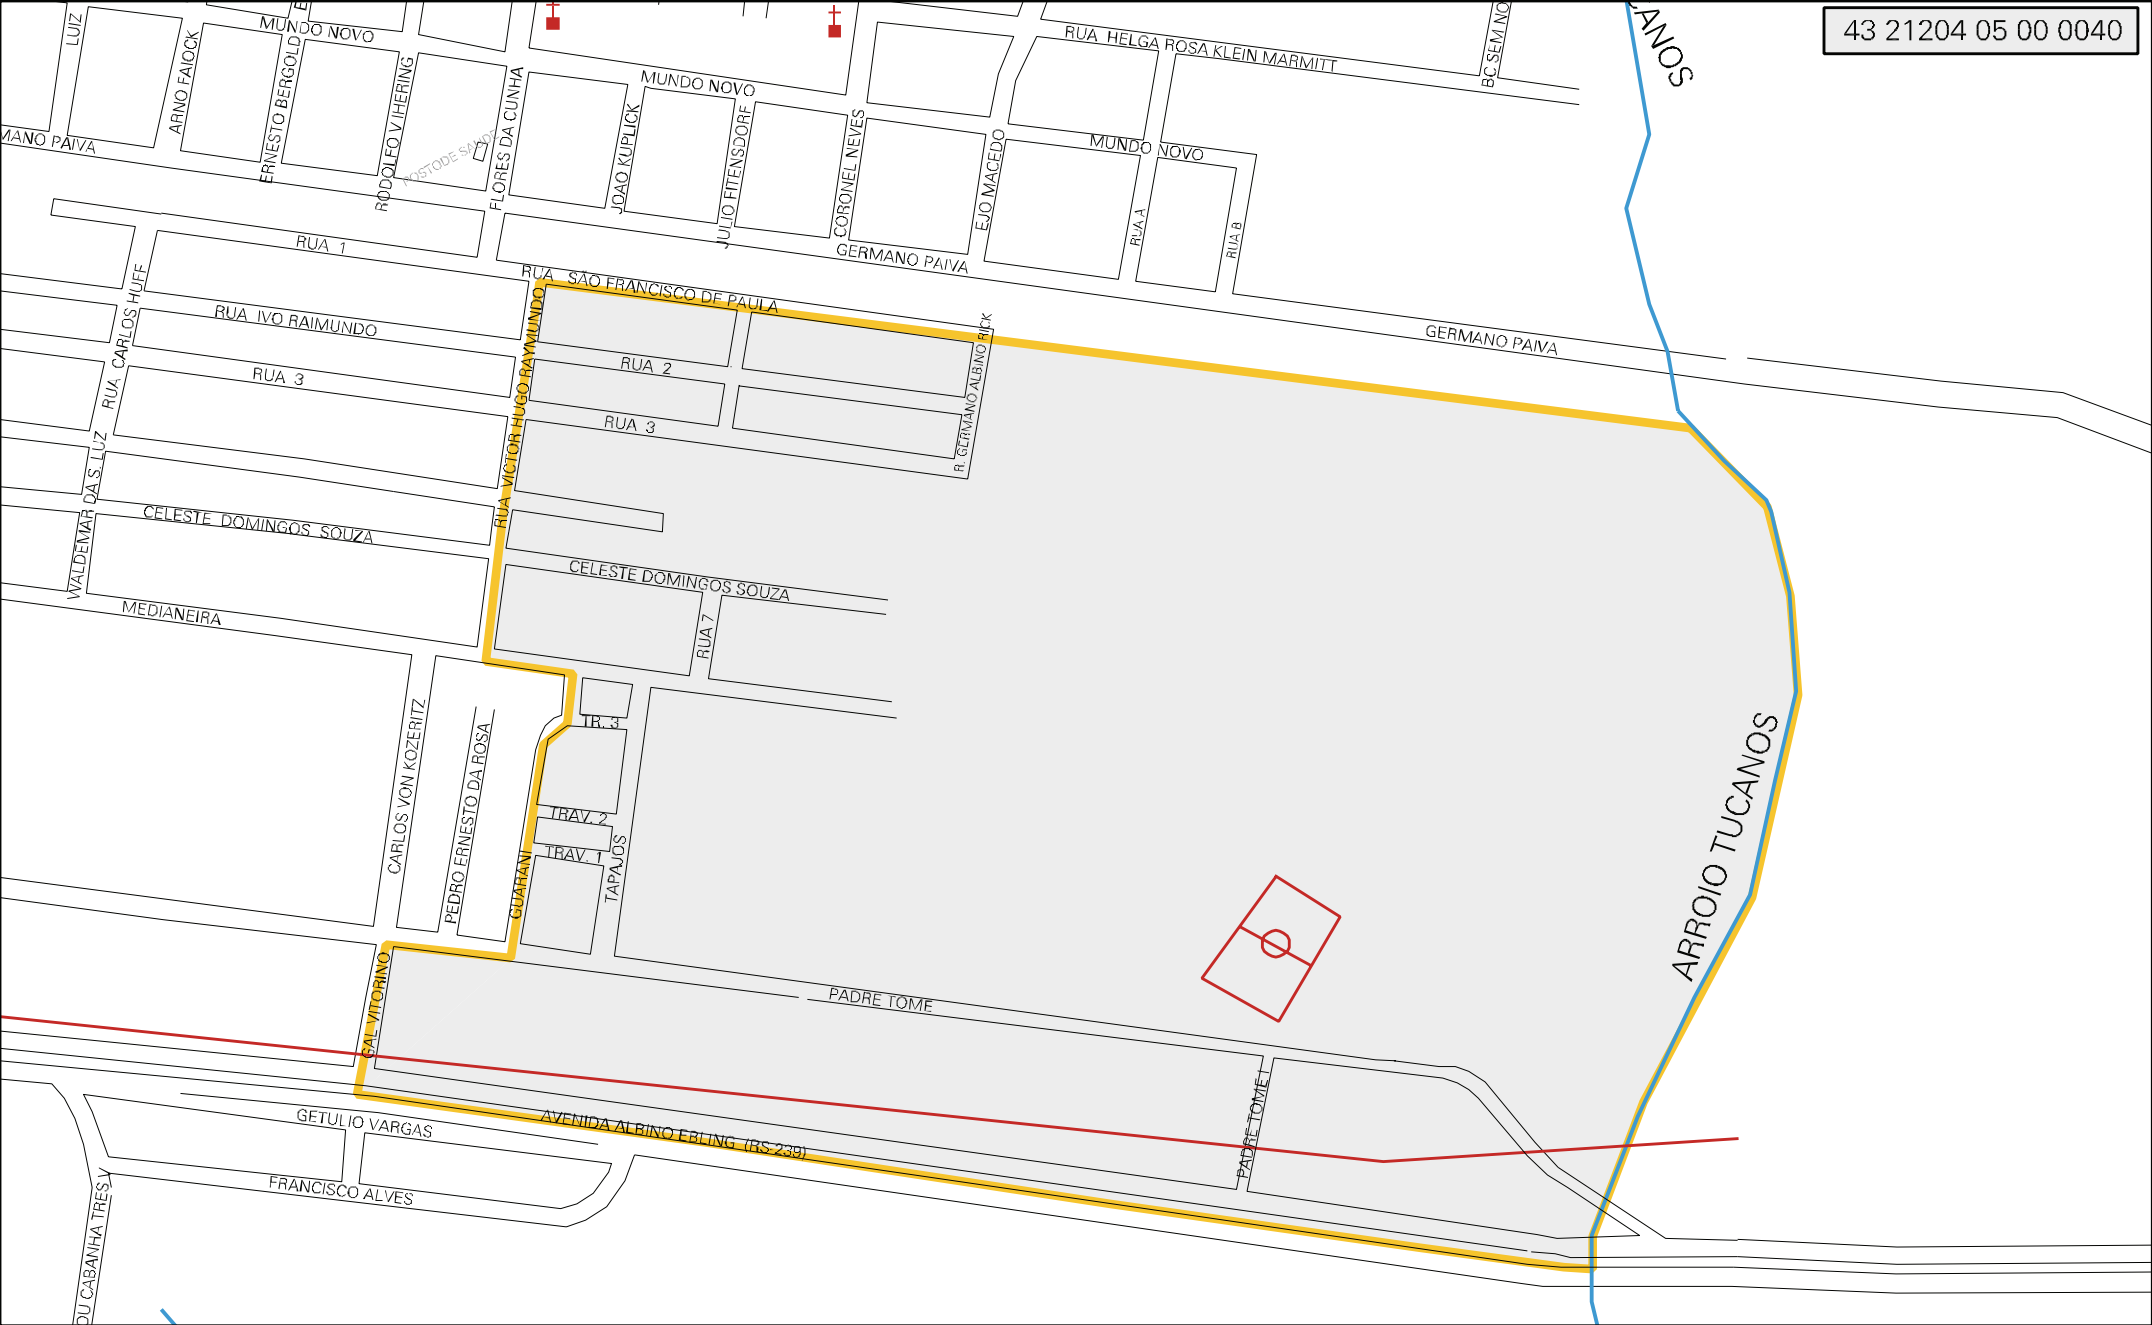 43 21204 05 00 0040
LUIZ
MUNDO NOVO
ARNO FAIOCK
ERNESTO BERGOLD
RODOLFO V IHERING
POSTODE SAUDE
FLORES DA CUNHA
MUNDO NOVO
JOAO KUPLICK
JULIO FITENSDORF
CORONEL NEVES
EJO MACEDO
RUA HELGA ROSA KLEIN MARMITT
BC SEM NO
CANOS
MUNDO NOVO
RUA A
RUA B
MANO PAIVA
GERMANO PAIVA
GERMANO PAIVA
RUA 1
RUA SÃO FRANCISCO DE PAULA
RUA CARLOS HUFF
RUA IVO RAIMUNDO
RUA VICTOR HUGO RAYMUNDO
RUA 2
R. GERMANO ALBINO RICK
RUA 3
RUA 3
WALDEMAR DA S. LUZ
CELESTE DOMINGOS SOUZA
CELESTE DOMINGOS SOUZA
MEDIANEIRA
RUA 7
CARLOS VON KOZERITZ
PEDRO ERNESTO DA ROSA
TR. 3
TRAV. 2
TRAV. 1
TAPAJOS
GUARANI
ARROIO TUCANOS
GAL VITORINO
PADRE TOME
PADRE TOME I
GETULIO VARGAS
AVENIDA ALBINO EBLING (RS-239)
FRANCISCO ALVES
OU CABANHA TRES Y